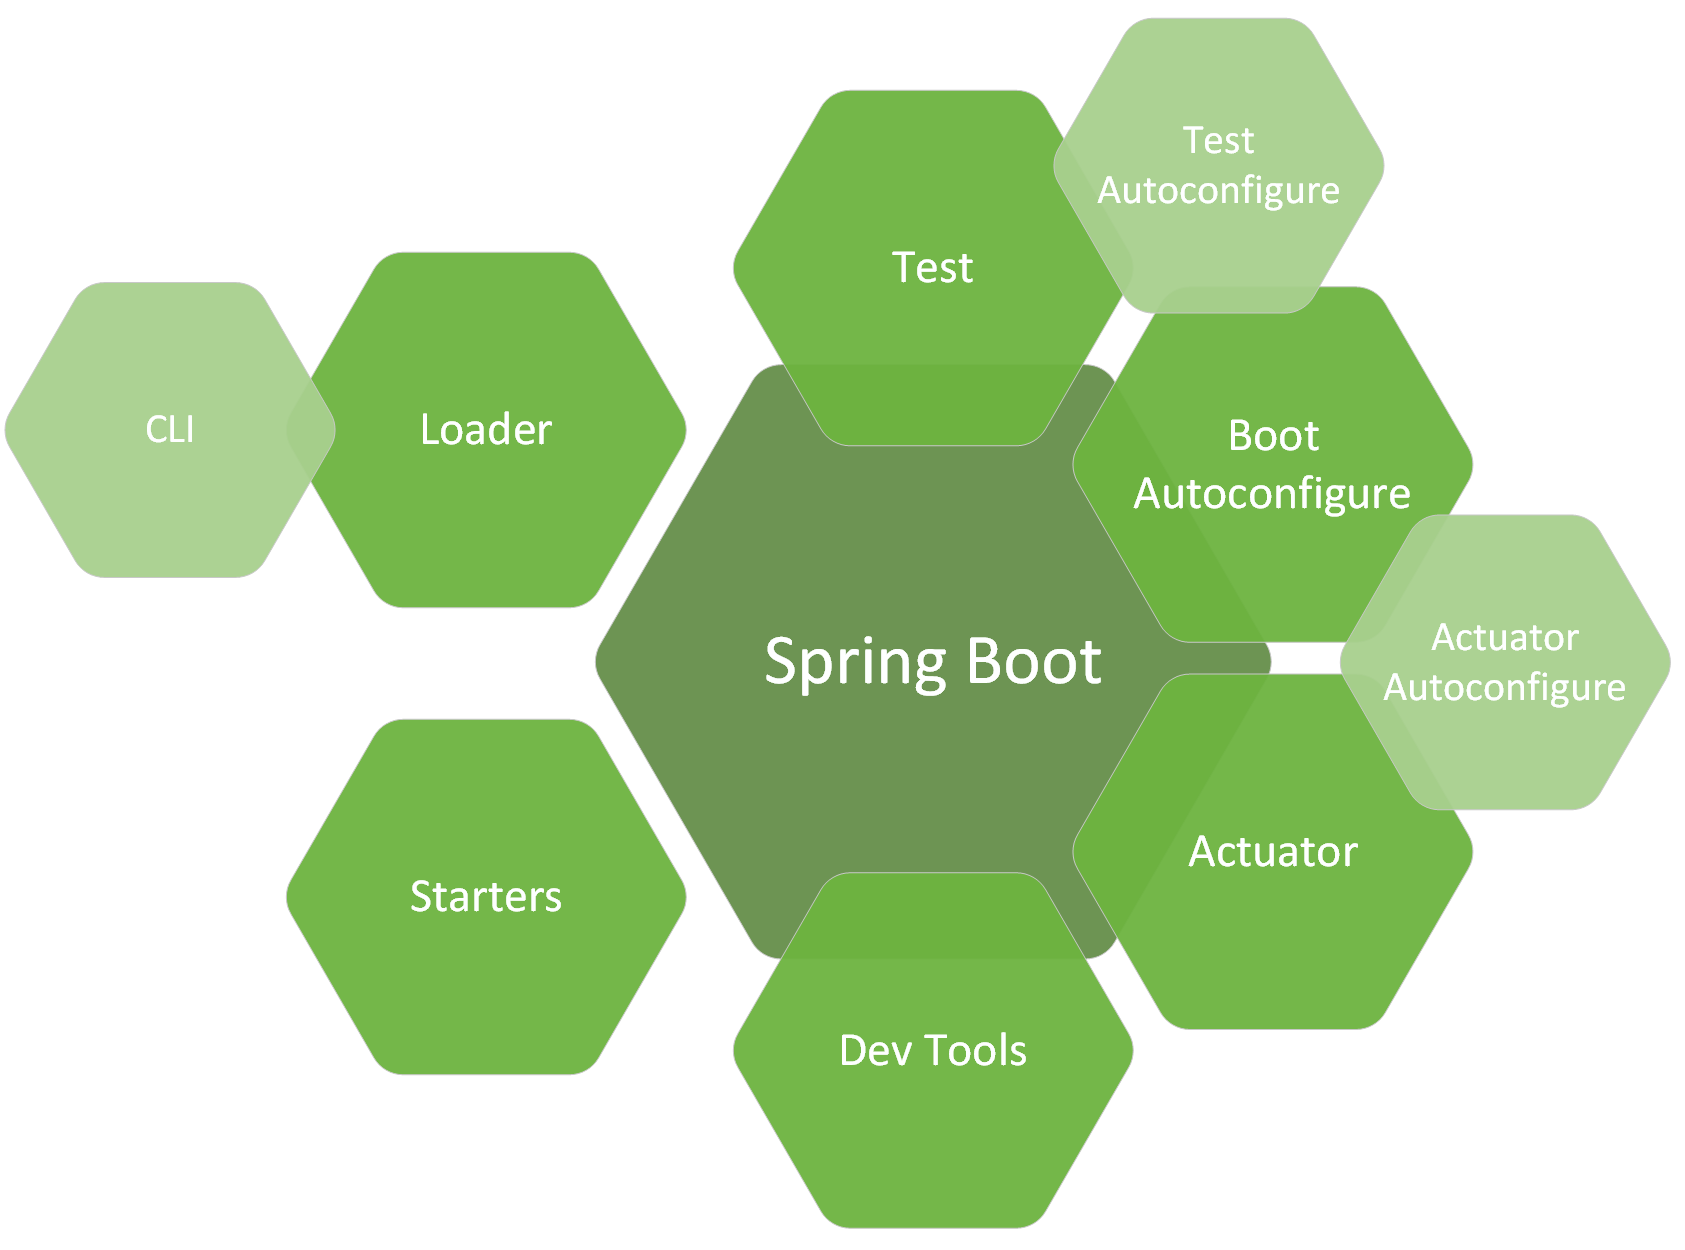 Test
Autoconfigure
Test
CLI
Loader
Boot
Autoconfigure
Spring Boot
Actuator
Autoconfigure
Starters
Actuator
Dev Tools